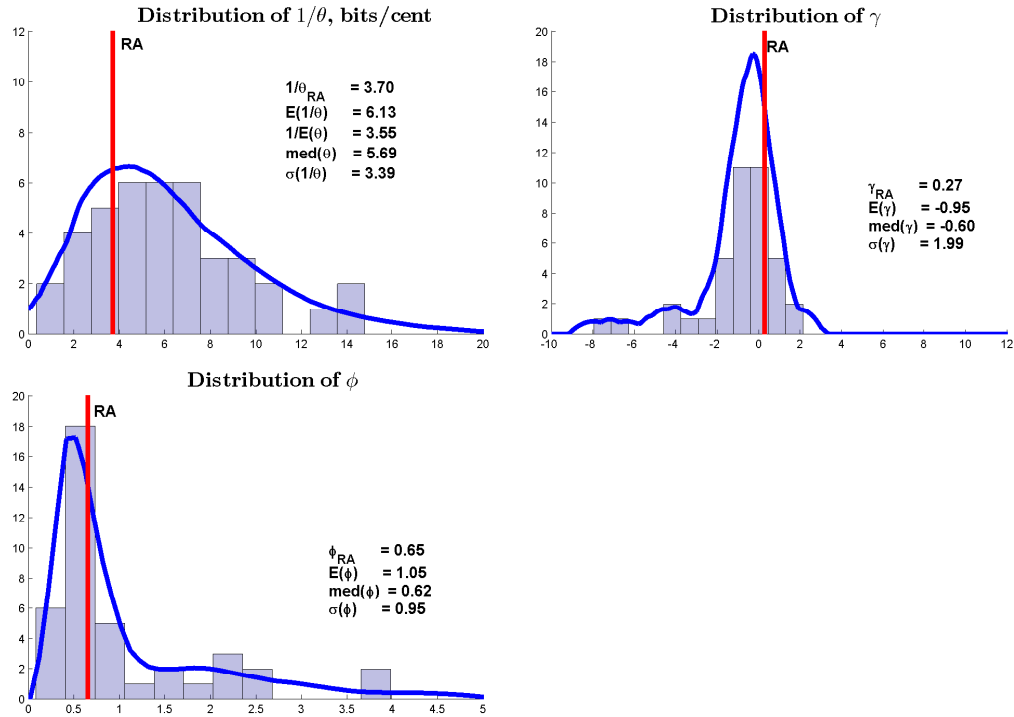 Distribution of 1/θ, bits/cent
12
10
8
6
4
2
0
0 2 4 6 8 10 12 14 16 18 20
RA
1/θRA = 3.70
E(1/θ) = 6.13
1/E(θ) = 3.55
med(θ) = 5.69
σ(1/θ) = 3.39
Distribution of γ
20
18
16
14
12
10
8
6
4
2
0
-10 -8 -6 -4 -2 0 2 4 6 8 10 12
RA
γRA = 0.27
E(γ) = -0.95
med(γ) = -0.60
σ(γ) = 1.99
Distribution of ϕ
20
18
16
14
12
10
8
6
4
2
0
0 0.5 1 1.5 2 2.5 3 3.5 4 4.5 5
RA
ϕRA = 0.65
E(ϕ) = 1.05
med(ϕ) = 0.62
σ(ϕ) = 0.95